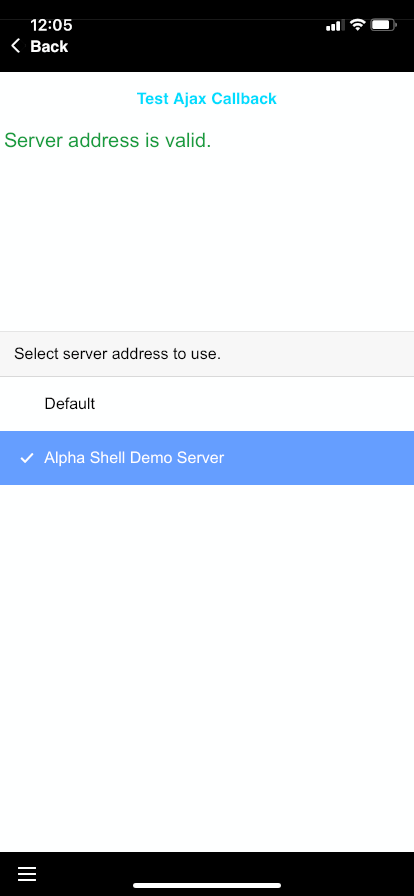 12:05
Back
Test Ajax Callback
Server address is valid.
Select server address to use.
Default
Alpha Shell Demo Server